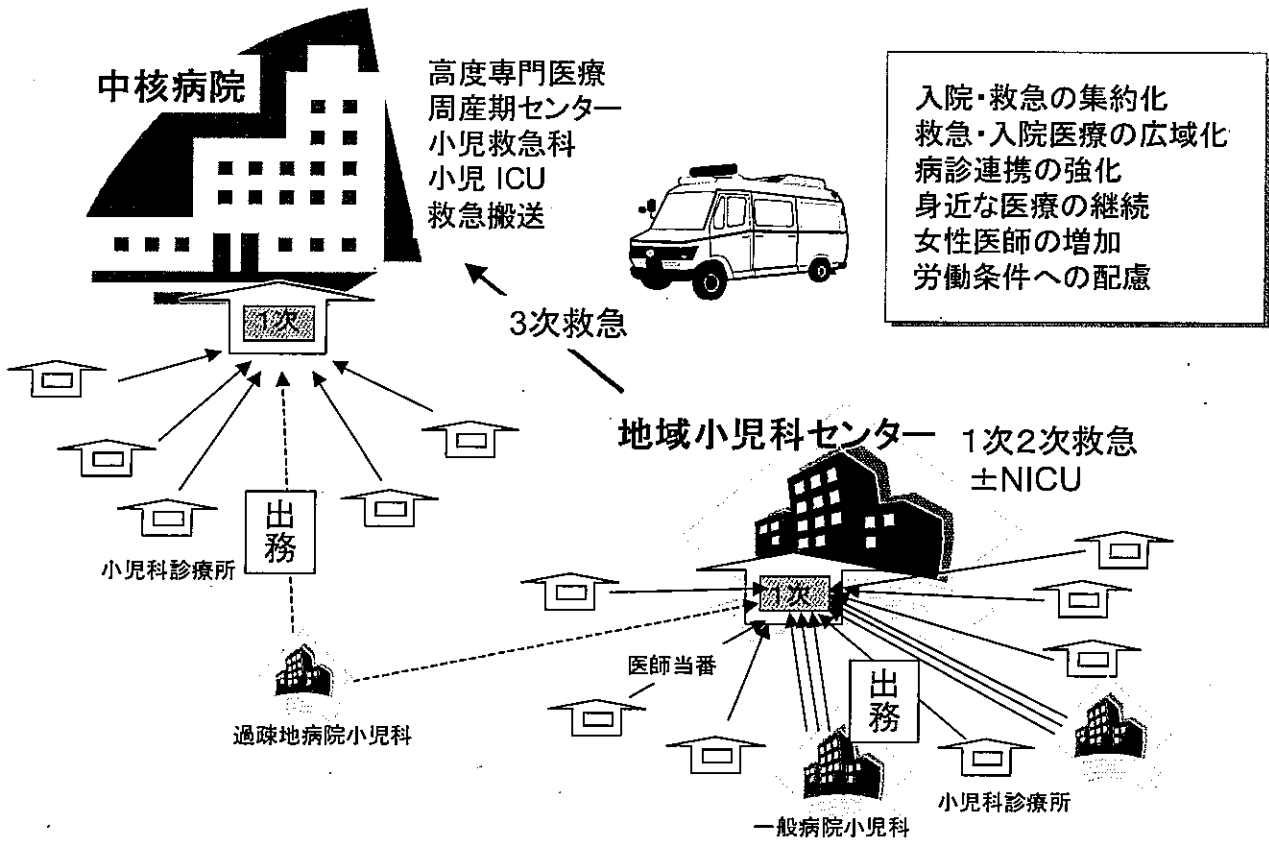 中核病院
高度専門医療
周産期センター
小児救急科
小児 ICU
救急搬送
入院・救急の集約化
救急・入院医療の広域化
病診連携の強化
身近な医療の継続
女性医師の増加
労働条件への配慮
1次
3次救急
地域小児科センター
1次2次救急
±NICU
出務
小児科診療所
1次
医師当番
出務
過疎地病院小児科
小児科診療所
一般病院小児科